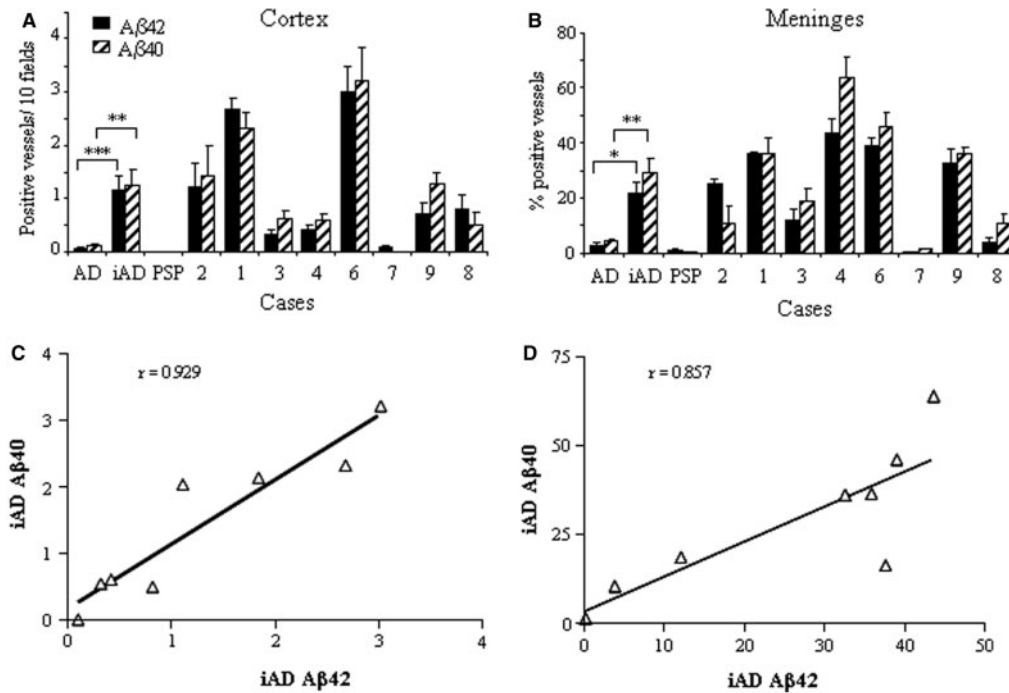 A
Cortex
Aβ42
Aβ40
Positive vessels/ 10 fields
4
3
2
1
1
0
**
***
AD iAD PSP 2 1 3 4 6 7 9 8
Cases
B
Meninges
% positive vessels
80
60
40
20
0
**
*
AD iAD PSP 2 1 3 4 6 7 9 8
Cases
C
r = 0.929
iAD Aβ40
4
3
2
1
0
0 1 2 3 4
iAD Aβ42
D
r = 0.857
iAD Aβ40
75
50
25
0
0 10 20 30 40 50
iAD Aβ42